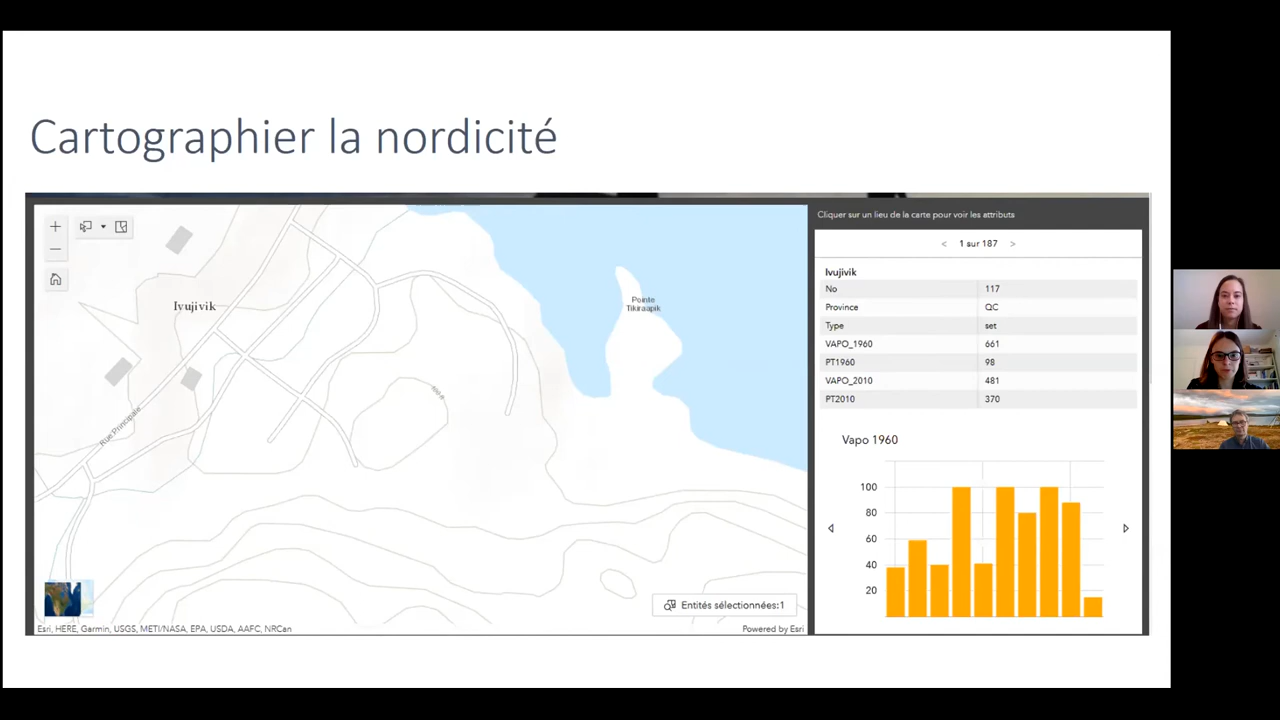 Cartographier la nordicité
Cliquer sur un lieu de la carte pour voir les attributs
< 1 sur 187 >
Ivujivik
No 117
Province QC
Type set
VAPO_1960 661
PT1960 98
VAPO_2010 481
PT2010 370
Vapo 1960
100
80
60
40
20
Ivujivik
Pointe
Tikiraapik
Rue Principale
Entités sélectionnées:1
Esri, HERE, Garmin, USGS, METI/NASA, EPA, USDA, AAFC, NRCan
Powered by Esri